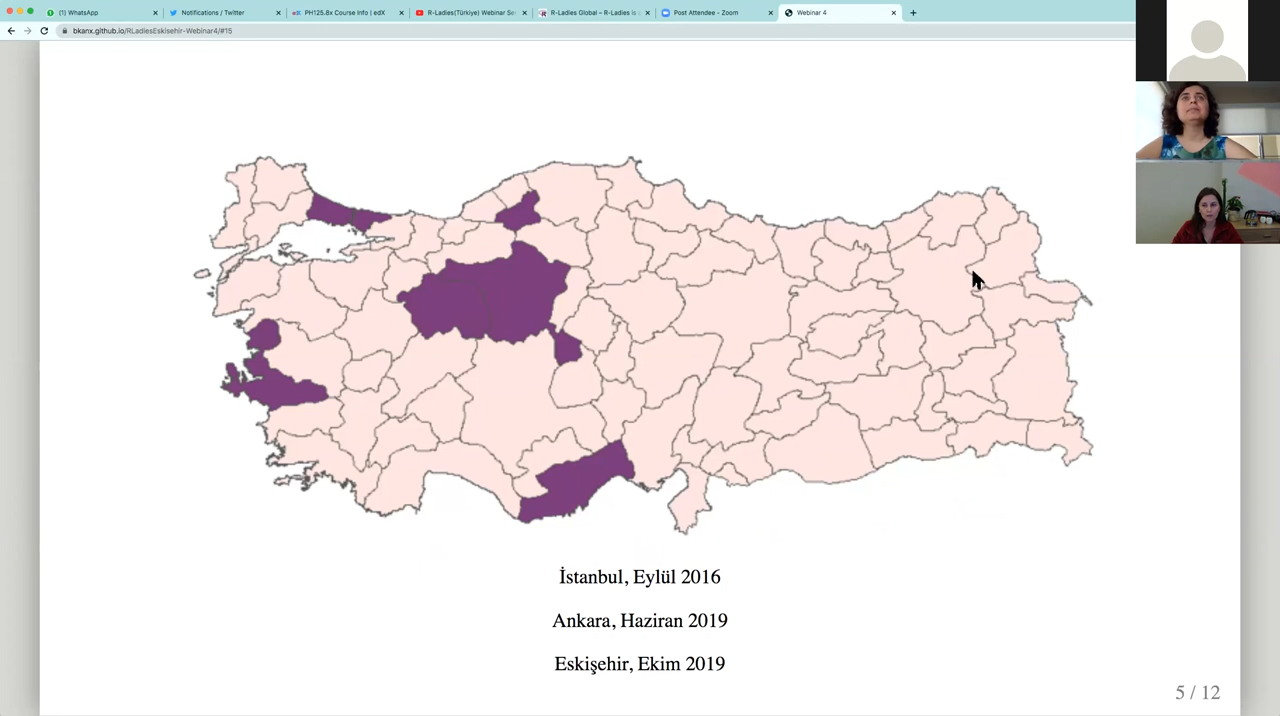 (1) WhatsApp
Notifications / Twitter
PH125.8x Course Info | edX
R-Ladies(Türkiye) Webinar Se
R-Ladies Global – R-Ladies is
Post Attendee - Zoom
Webinar 4
bkanx.github.io/RLadiesEskisehir-Webinar4/#15
İstanbul, Eylül 2016
Ankara, Haziran 2019
Eskişehir, Ekim 2019
5 / 12